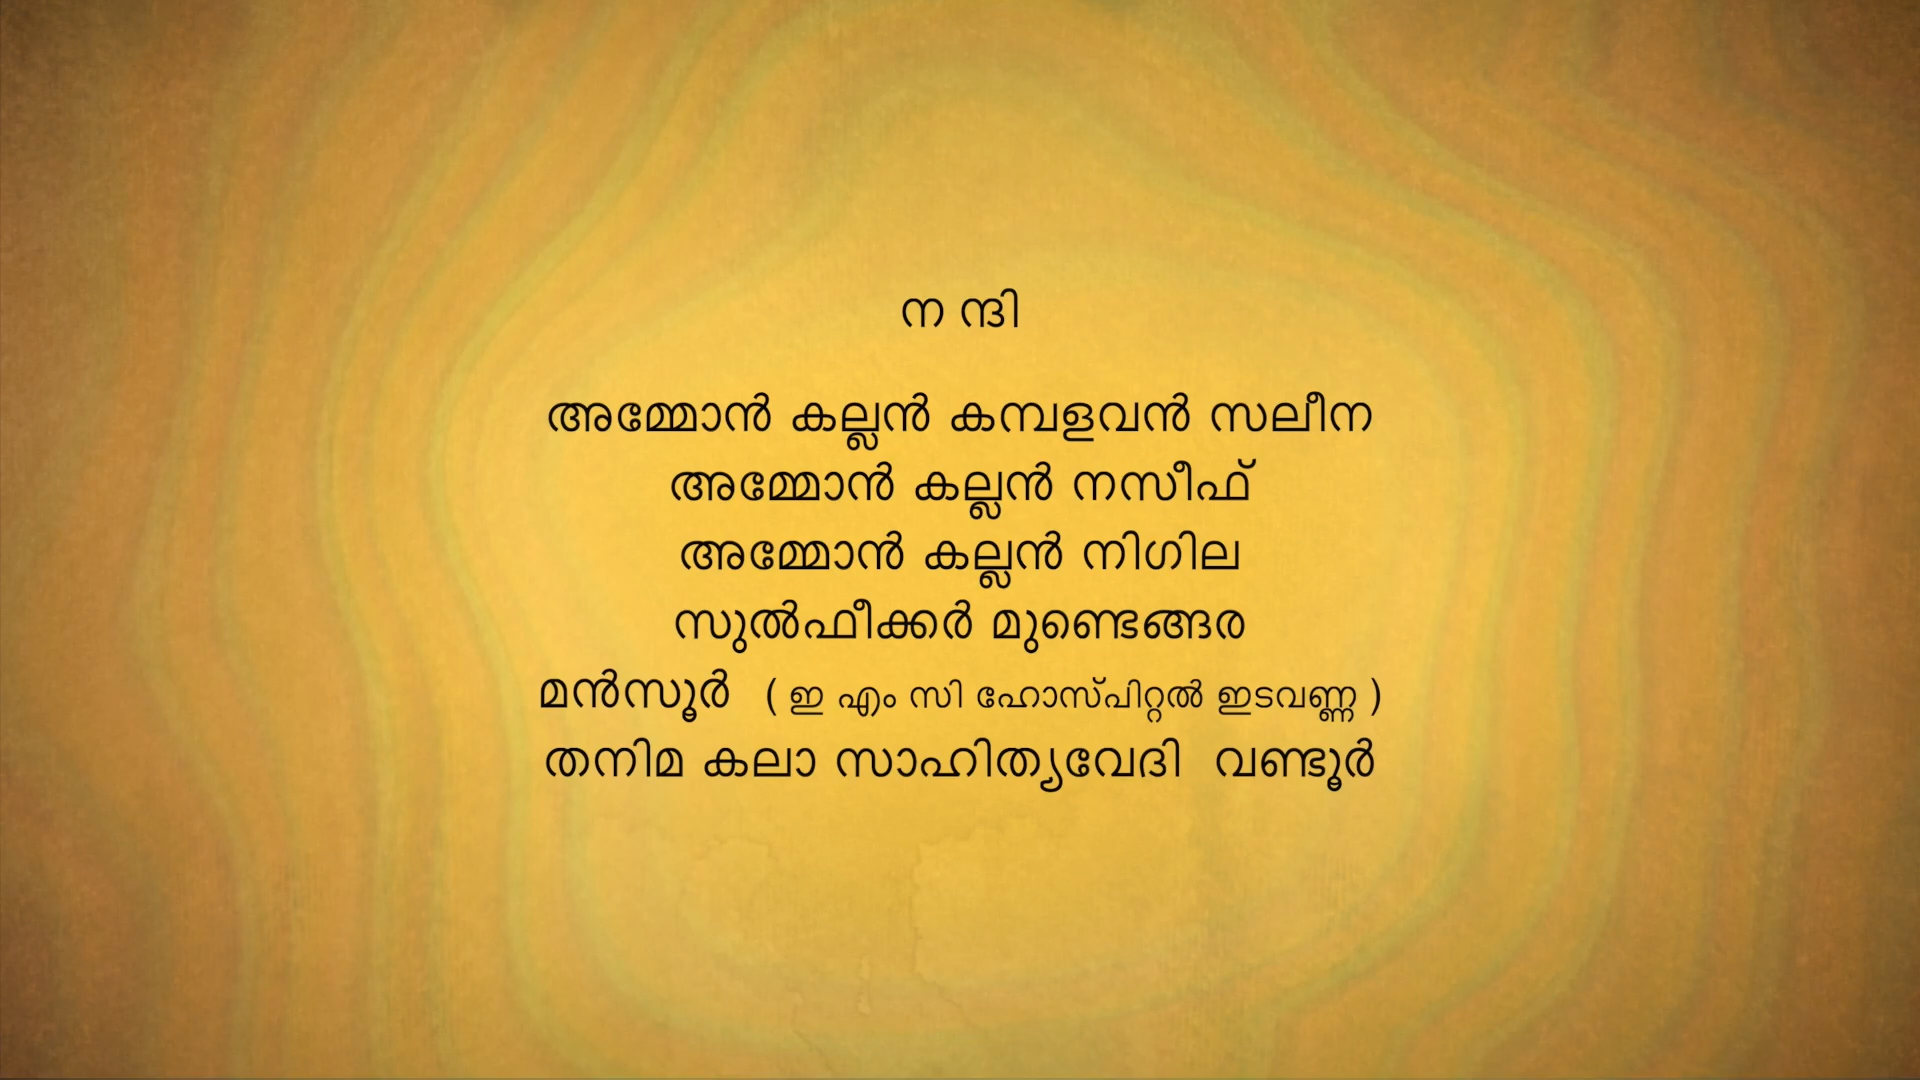 ന ന്ദി
അമ്മോൻ കല്ലൻ കമ്പളവൻ സലീന
അമ്മോൻ കല്ലൻ നസീഫ്
അമ്മോൻ കല്ലൻ നിഗില
സുൽഫീക്കർ മുണ്ടെങ്ങര
മൻസൂർ ( ഇ എം സി ഹോസ്പിറ്റൽ ഇടവണ്ണ )
തനിമ കലാ സാഹിത്യവേദി വണ്ടൂർ